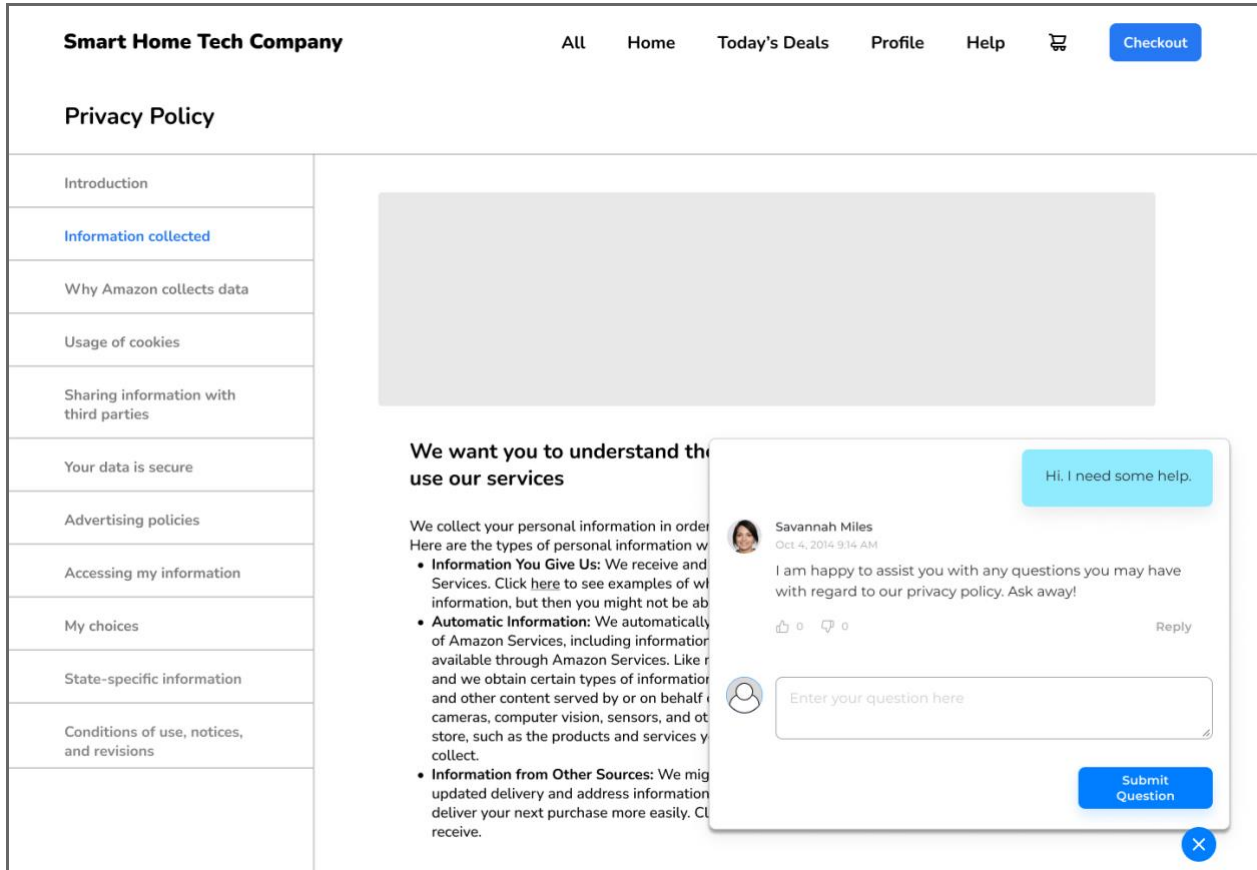 Smart Home Tech Company
All
Home
Today's Deals
Profile
Help
Checkout
Privacy Policy
Introduction
Information collected
Why Amazon collects data
Usage of cookies
Sharing information with
third parties
Your data is secure
Advertising policies
Accessing my information
My choices
State-specific information
Conditions of use, notices,
and revisions
We want you to understand
use our services
We collect your personal information in order
Here are the types of personal information
• Information You Give Us: We receive and
Services. Click here to see examples of
information, but then you might not be
• Automatic Information: We automatically
of Amazon Services, including information
available through Amazon Services. Like
and we obtain certain types of information
and other content served by or on behalf
cameras, computer vision, sensors, and
store, such as the products and services
collect.
• Information from Other Sources: We
updated delivery and address information
deliver your next purchase more easily.
receive.
Hi. I need some help.
Savannah Miles
Oct 4, 2014 9:14 AM
I am happy to assist you with any questions you may have
with regard to our privacy policy. Ask away!
0
0
Reply
Enter your question here
Submit
Question